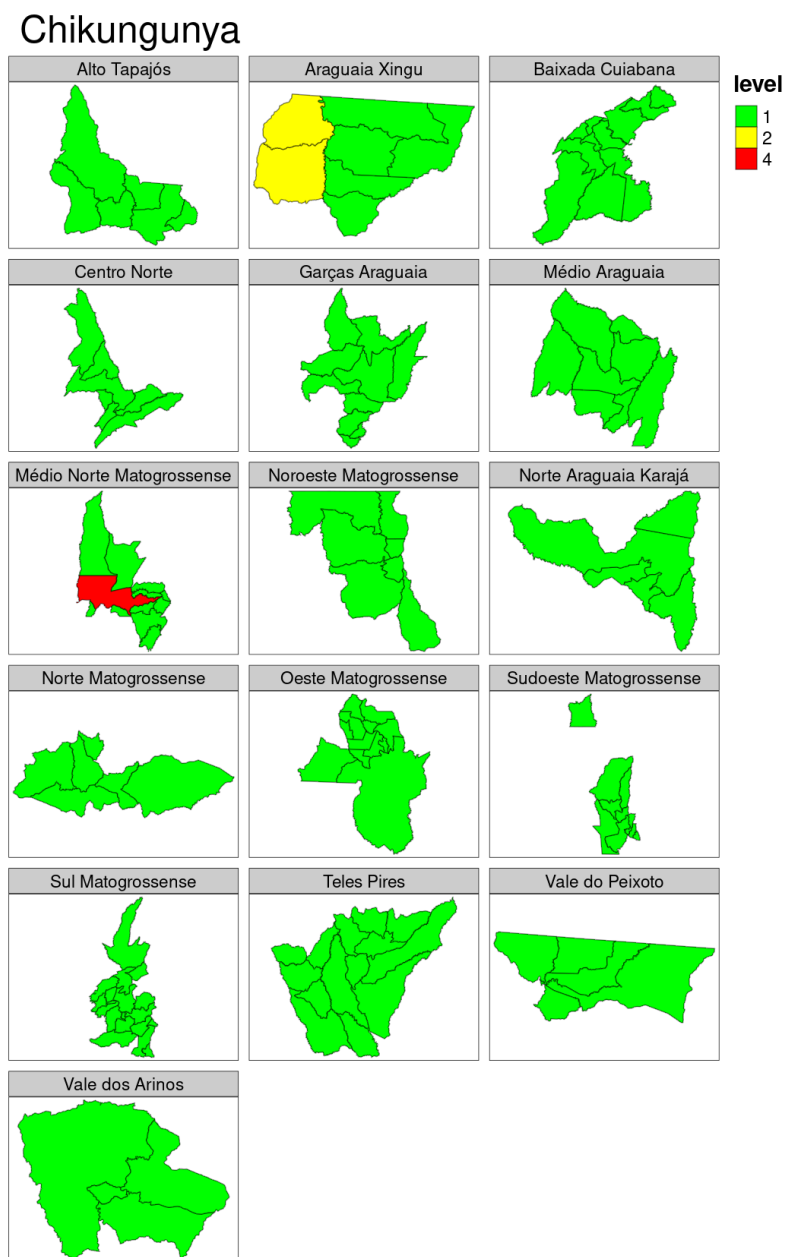 Chikungunya
Alto Tapajós
Araguaia Xingu
Baixada Cuiabana
level
1
2
4
Centro Norte
Garças Araguaia
Médio Araguaia
Médio Norte Matogrossense
Noroeste Matogrossense
Norte Araguaia Karajá
Norte Matogrossense
Oeste Matogrossense
Sudoeste Matogrossense
Sul Matogrossense
Teles Pires
Vale do Peixoto
Vale dos Arinos